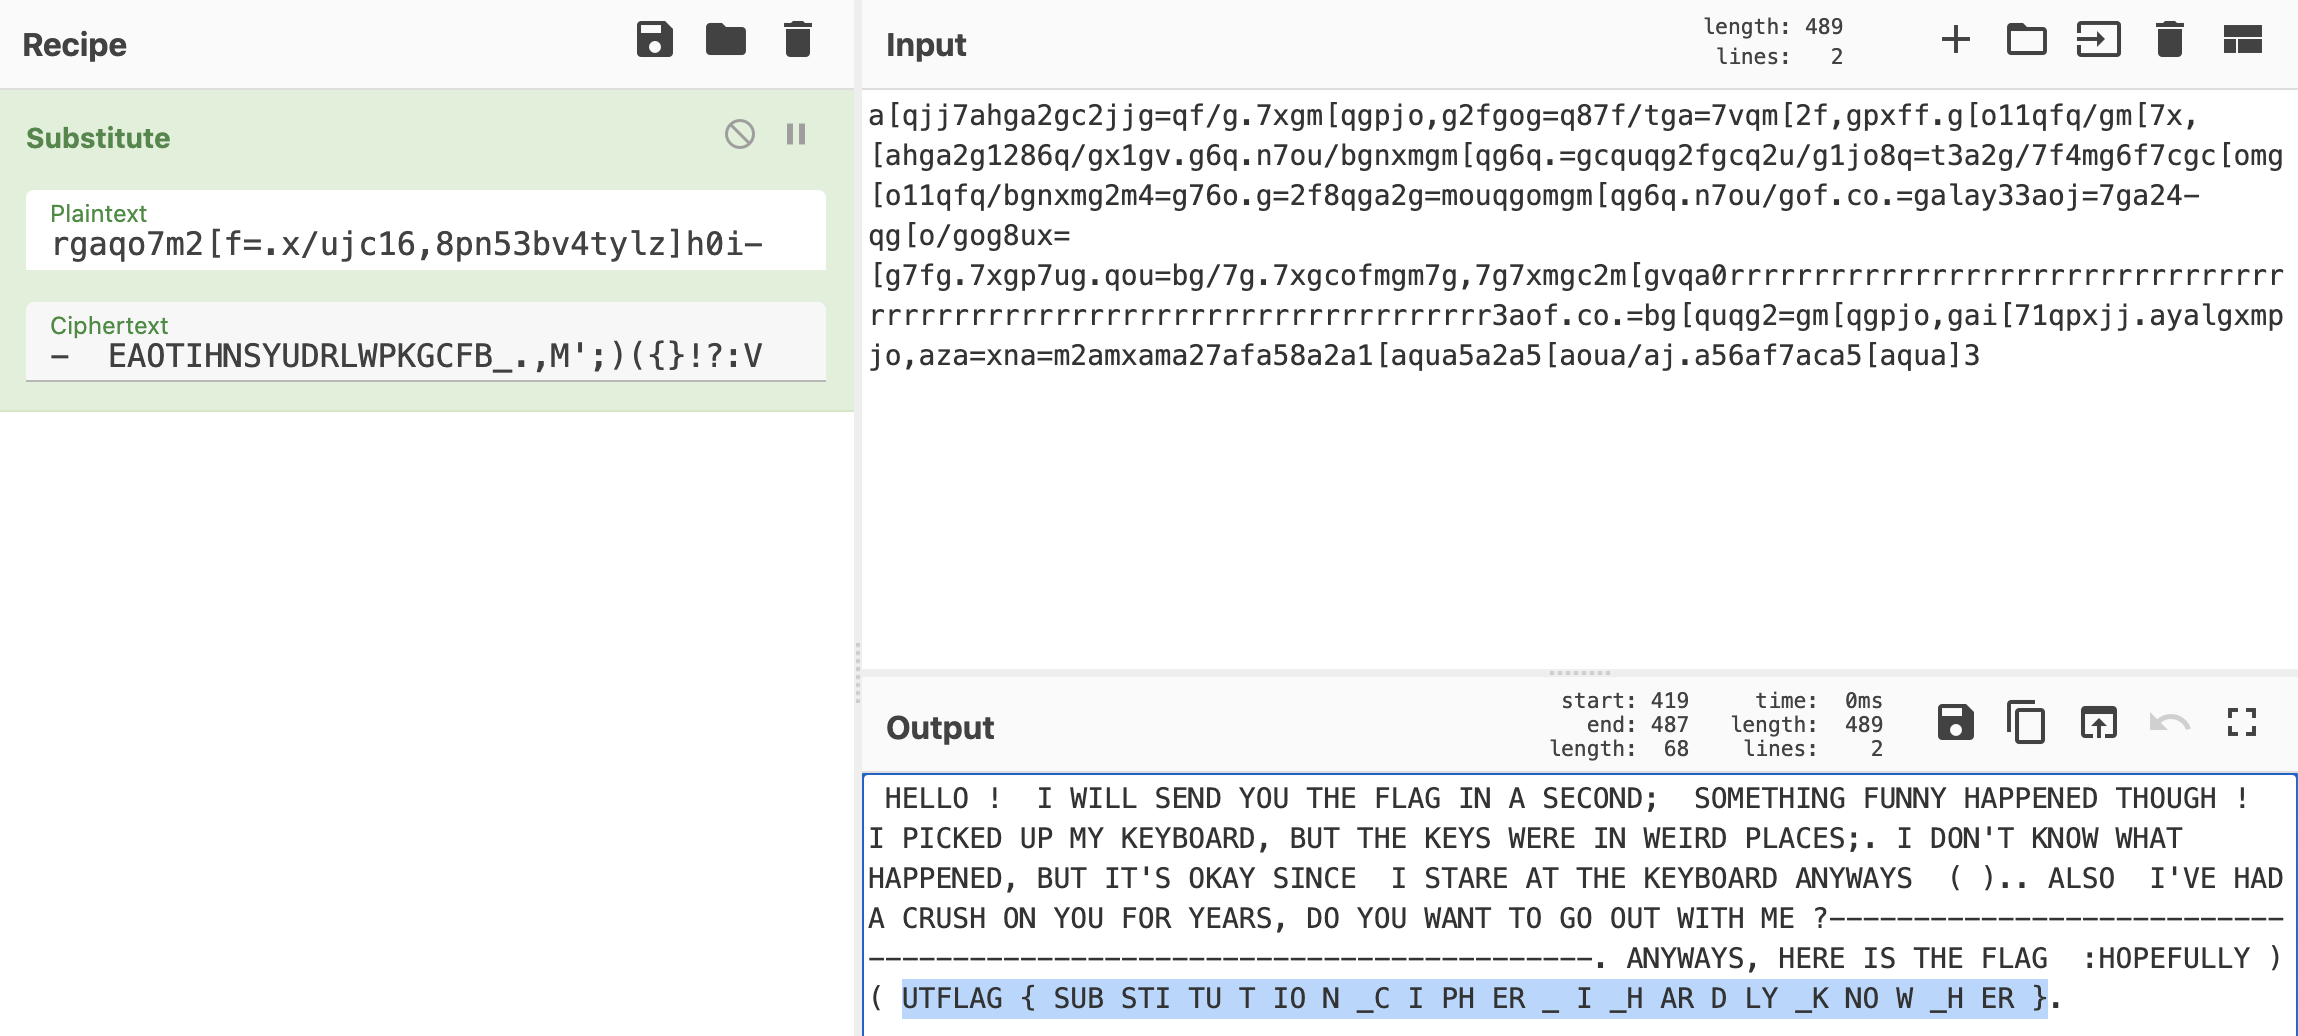 Recipe
Substitute
Plaintext
rgaqo7m2[f=.x/ujc16,8pn53bv4tylz]h0i-
Ciphertext
-  EAOTIHNSYUDRLWPKGCFB_.,M';)({}!?:V
Input
length: 489
lines: 2
a[qjj7ahga2gc2jjg=qf/g.7xgm[qgpjo,g2fgog=q87f/tga=7vqm[2f,gpxff.g[o11qfq/gm[7x,
[ahga2g1286q/gx1gv.g6q.n7ou/bgnxmgm[qg6q.=gcquqg2fgcq2u/g1jo8q=t3a2g/7f4mg6f7cgc[omg
[o11qfq/bgnxmg2m4=g76o.g=2f8qga2g=mouqgomgm[qg6q.n7ou/gof.co.=galay33aoj=7ga24-
qg[o/gog8ux=
[g7fg.7xgp7ug.qou=bg/7g.7xgcofmgm7g,7g7xmgc2m[gvqa0rrrrrrrrrrrrrrrrrrrrrrrrrrrrrrrrr
rrrrrrrrrrrrrrrrrrrrrrrrrrrrrrrrrrrrr3aof.co.=bg[quqg2=gm[qgpjo,gai[71qpxjj.ayalgxmp
jo,aza=xna=m2amxama27afa58a2a1[aqua5a2a5[aoua/aj.a56af7aca5[aqua]3
Output
start: 419
end: 487
length: 68
time: 0ms
length: 489
lines: 2
HELLO !  I WILL SEND YOU THE FLAG IN A SECOND;  SOMETHING FUNNY HAPPENED THOUGH !
I PICKED UP MY KEYBOARD, BUT THE KEYS WERE IN WEIRD PLACES;. I DON'T KNOW WHAT
HAPPENED, BUT IT'S OKAY SINCE  I STARE AT THE KEYBOARD ANYWAYS  ( ).. ALSO  I'VE HAD
A CRUSH ON YOU FOR YEARS, DO YOU WANT TO GO OUT WITH ME ?---------------------------
-------------------------------------------. ANYWAYS, HERE IS THE FLAG  :HOPEFULLY )
( UTFLAG { SUB STI TU T IO N _C I PH ER _ I _H AR D LY _K NO W _H ER }.